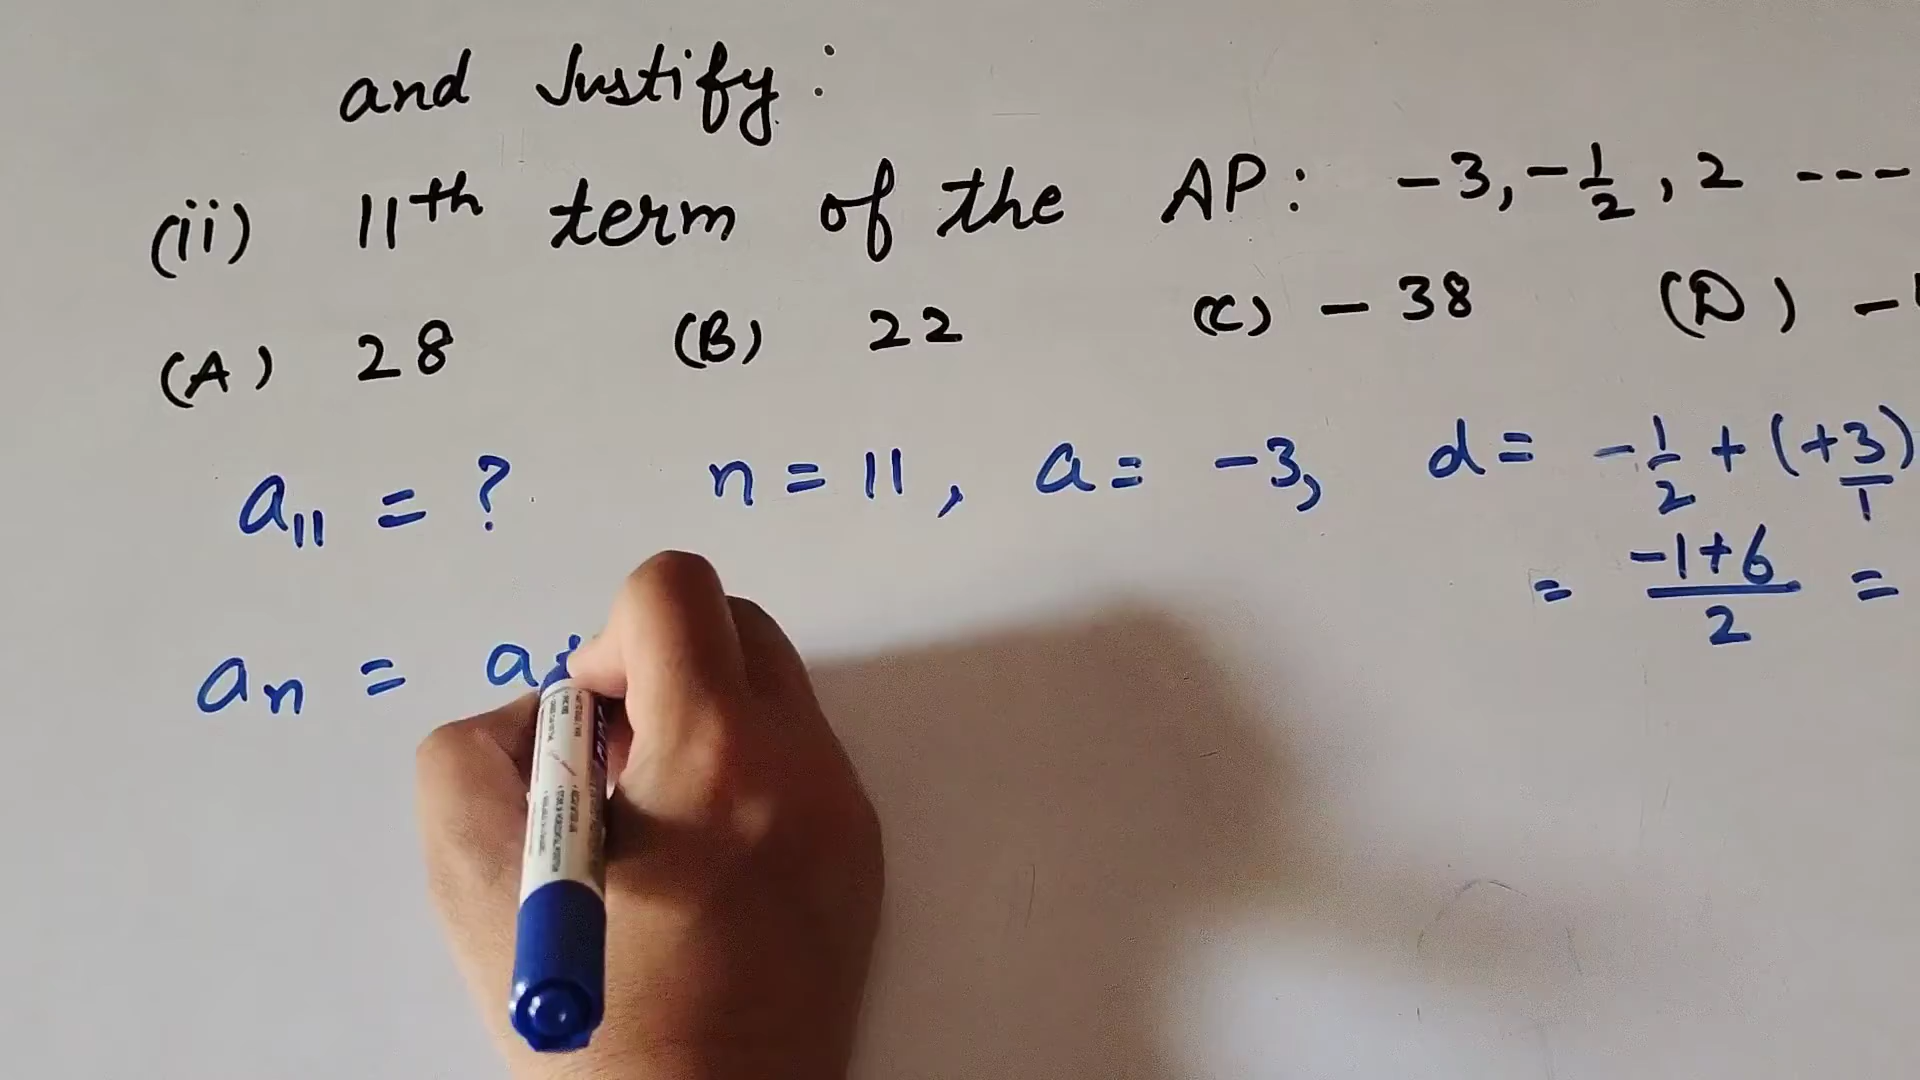 and Justify:
(ii) 11th term of the AP: -3, -1/2, 2 ----
(A) 28 (B) 22 (C) -38 (D) -
a₁₁ = ? n = 11, a = -3, d = -1/2 + (+3/1)
= (-1+6)/2 =
aₙ = a